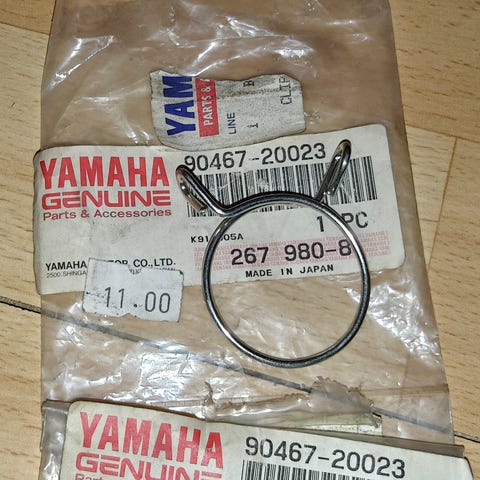 YAM
PARTS &
LINE
B
i
CLIP
YAMAHA
GENUINE
Parts & Accessories
90467-20023
1 PC
267 980-8
MADE IN JAPAN
YAMAHA
CO., LTD.
11.00
YAMAHA
GENUINE
90467-20023